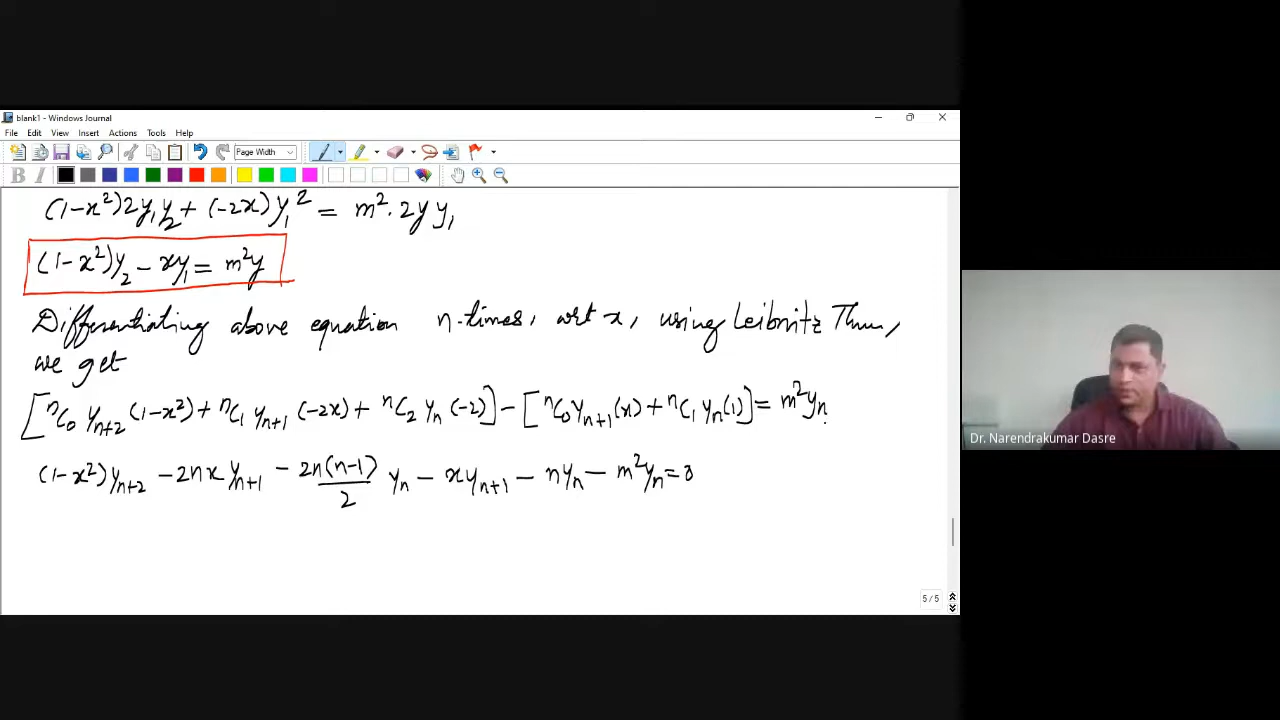 blank1 - Windows Journal
File Edit View Insert Actions Tools Help
Page Width
B I
(1-x²)2y₁y₂ + (-2x)y₁² = m²·2yy₁
(1-x²)y₂ - xy₁ = m²y
Differentiating above equation n-times, wrt x, using Leibnitz Thm,
we get
[ⁿC₀ yₙ₊₂ (1-x²) + ⁿC₁ yₙ₊₁ (-2x) + ⁿC₂ yₙ (-2)] - [ⁿC₀ yₙ₊₁ (x) + ⁿC₁ yₙ (1)] = m²yₙ.
(1-x²)yₙ₊₂ - 2nx yₙ₊₁ - 2n(n-1)/2 yₙ - xyₙ₊₁ - nyₙ - m²yₙ = 0
5 / 5
Dr. Narendrakumar Dasre